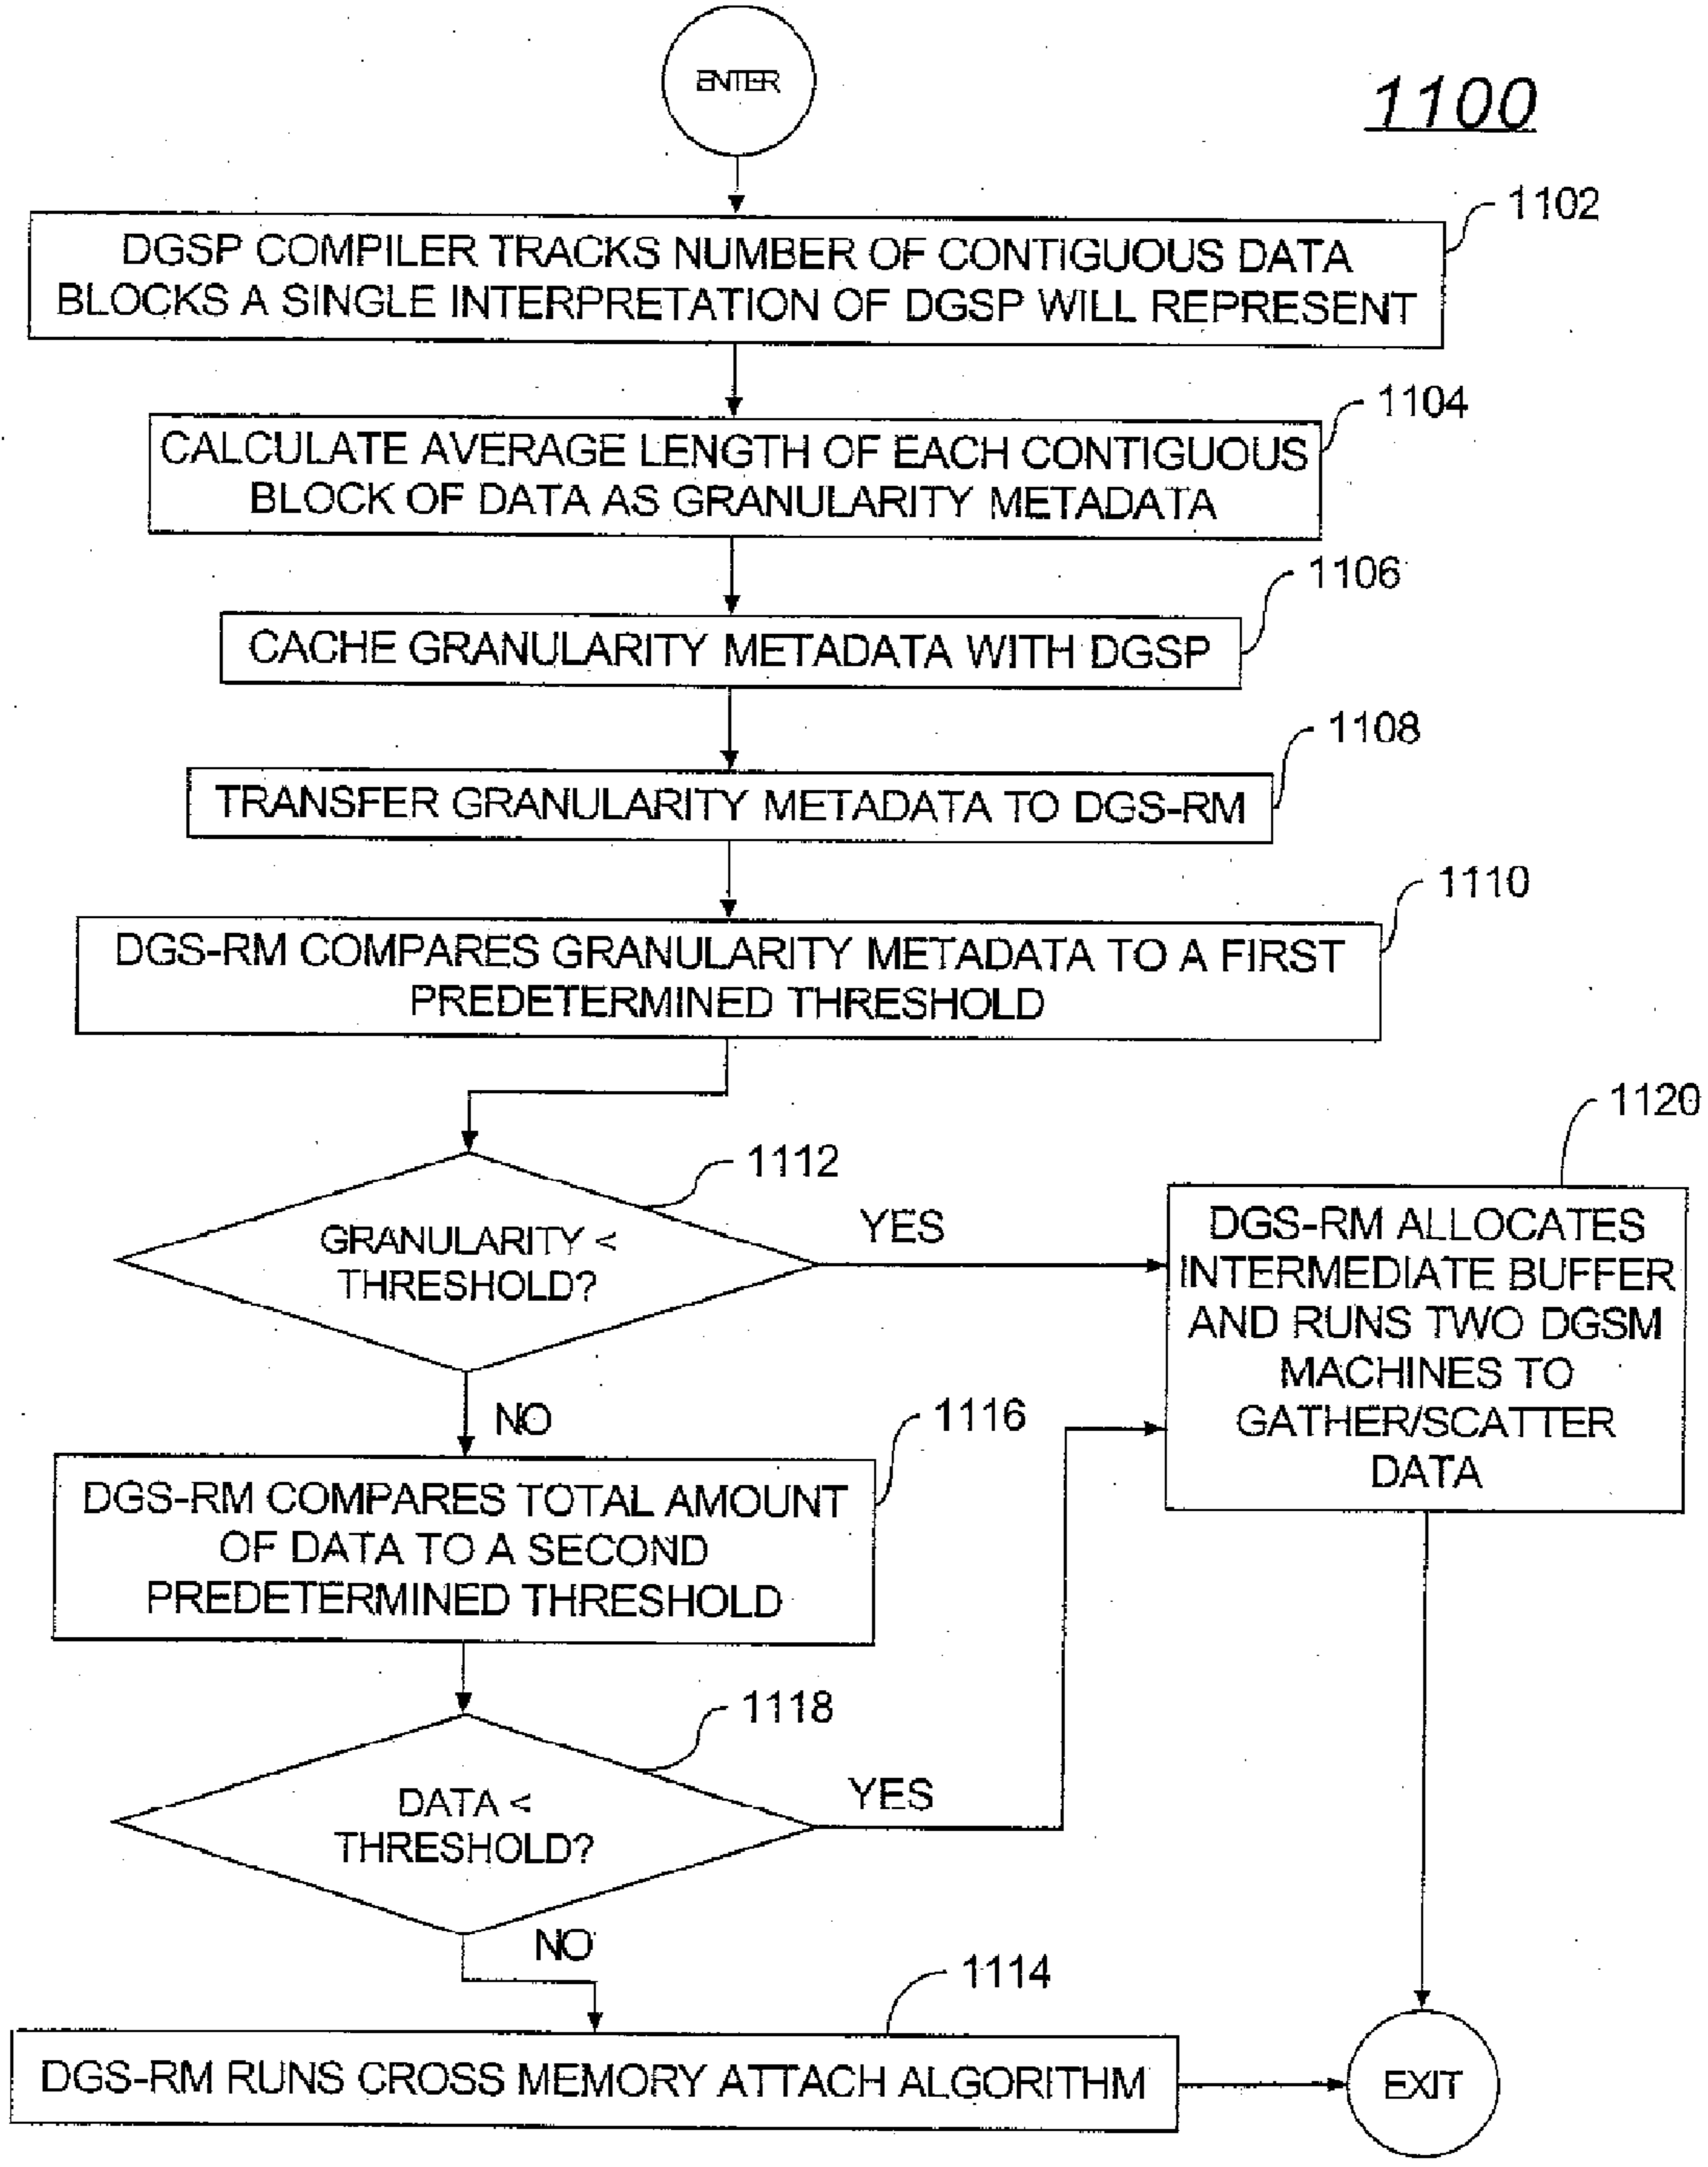 ENTER
1100
1102
DGSP COMPILER TRACKS NUMBER OF CONTIGUOUS DATA
BLOCKS A SINGLE INTERPRETATION OF DGSP WILL REPRESENT
1104
CALCULATE AVERAGE LENGTH OF EACH CONTIGUOUS
BLOCK OF DATA AS GRANULARITY METADATA
1106
CACHE GRANULARITY METADATA WITH DGSP
1108
TRANSFER GRANULARITY METADATA TO DGS-RM
1110
DGS-RM COMPARES GRANULARITY METADATA TO A FIRST
PREDETERMINED THRESHOLD
1112
GRANULARITY <
THRESHOLD?
YES
1120
DGS-RM ALLOCATES
INTERMEDIATE BUFFER
AND RUNS TWO DGSM
MACHINES TO
GATHER/SCATTER
DATA
NO
1116
DGS-RM COMPARES TOTAL AMOUNT
OF DATA TO A SECOND
PREDETERMINED THRESHOLD
1118
DATA <
THRESHOLD?
YES
NO
1114
DGS-RM RUNS CROSS MEMORY ATTACH ALGORITHM
EXIT